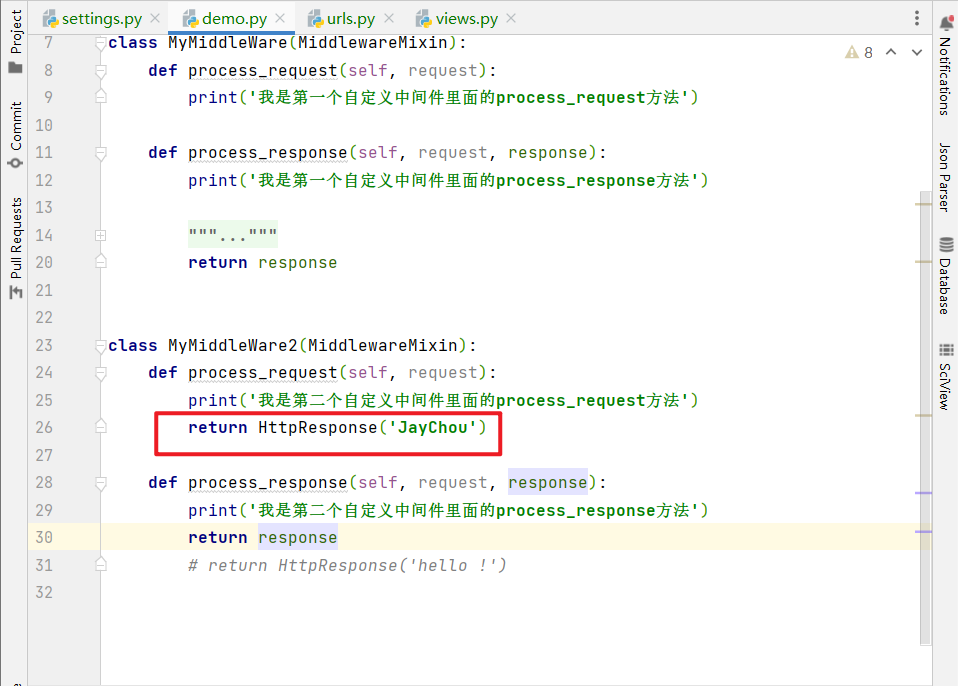 settings.py
demo.py
urls.py
views.py
Project
Commit
Pull Requests
8
7 class MyMiddleWare(MiddlewareMixin):
8 def process_request(self, request):
9 print('我是第一个自定义中间件里面的process_request方法')
10
11 def process_response(self, request, response):
12 print('我是第一个自定义中间件里面的process_response方法')
13
14 """..."""
20 return response
21
22
23 class MyMiddleWare2(MiddlewareMixin):
24 def process_request(self, request):
25 print('我是第二个自定义中间件里面的process_request方法')
26 return HttpResponse('JayChou')
27
28 def process_response(self, request, response):
29 print('我是第二个自定义中间件里面的process_response方法')
30 return response
31 # return HttpResponse('hello !')
32
Notifications
Json Parser
Database
SciView